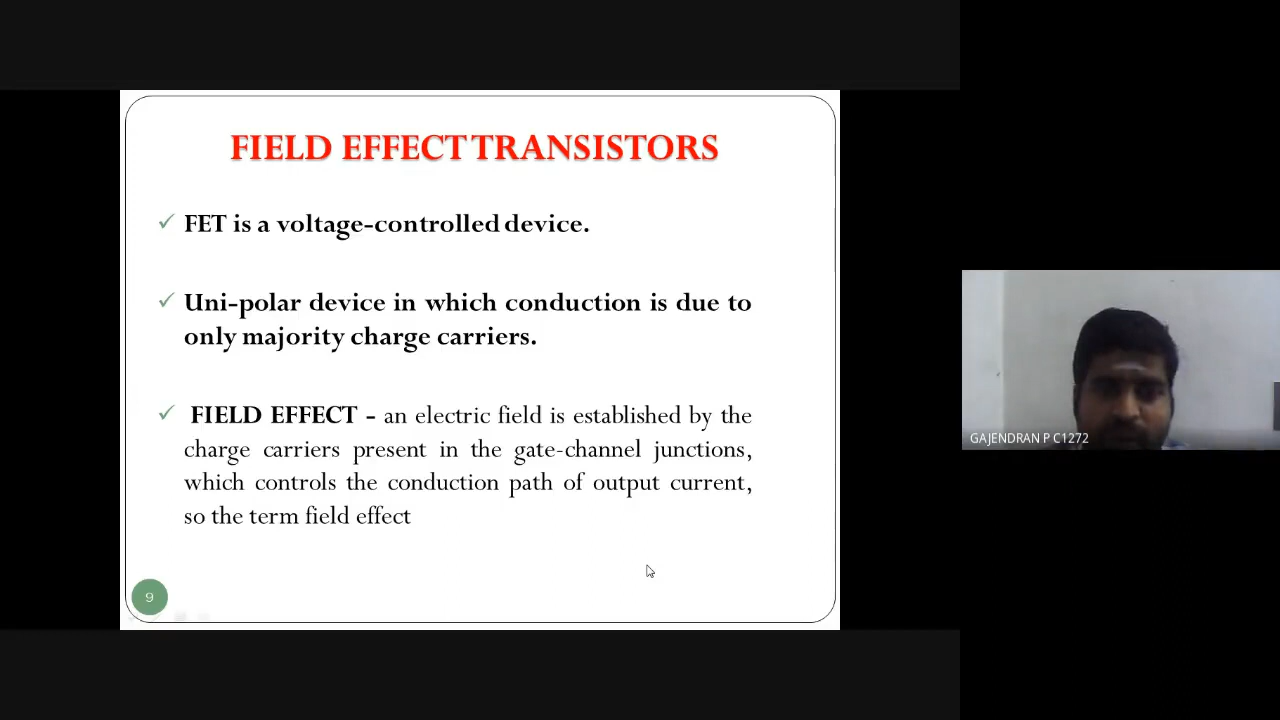 FIELD EFFECT TRANSISTORS
✓ FET is a voltage-controlled device.
✓ Uni-polar device in which conduction is due to
only majority charge carriers.
✓ FIELD EFFECT - an electric field is established by the
charge carriers present in the gate-channel junctions,
which controls the conduction path of output current,
so the term field effect
9
GAJENDRAN P C1272